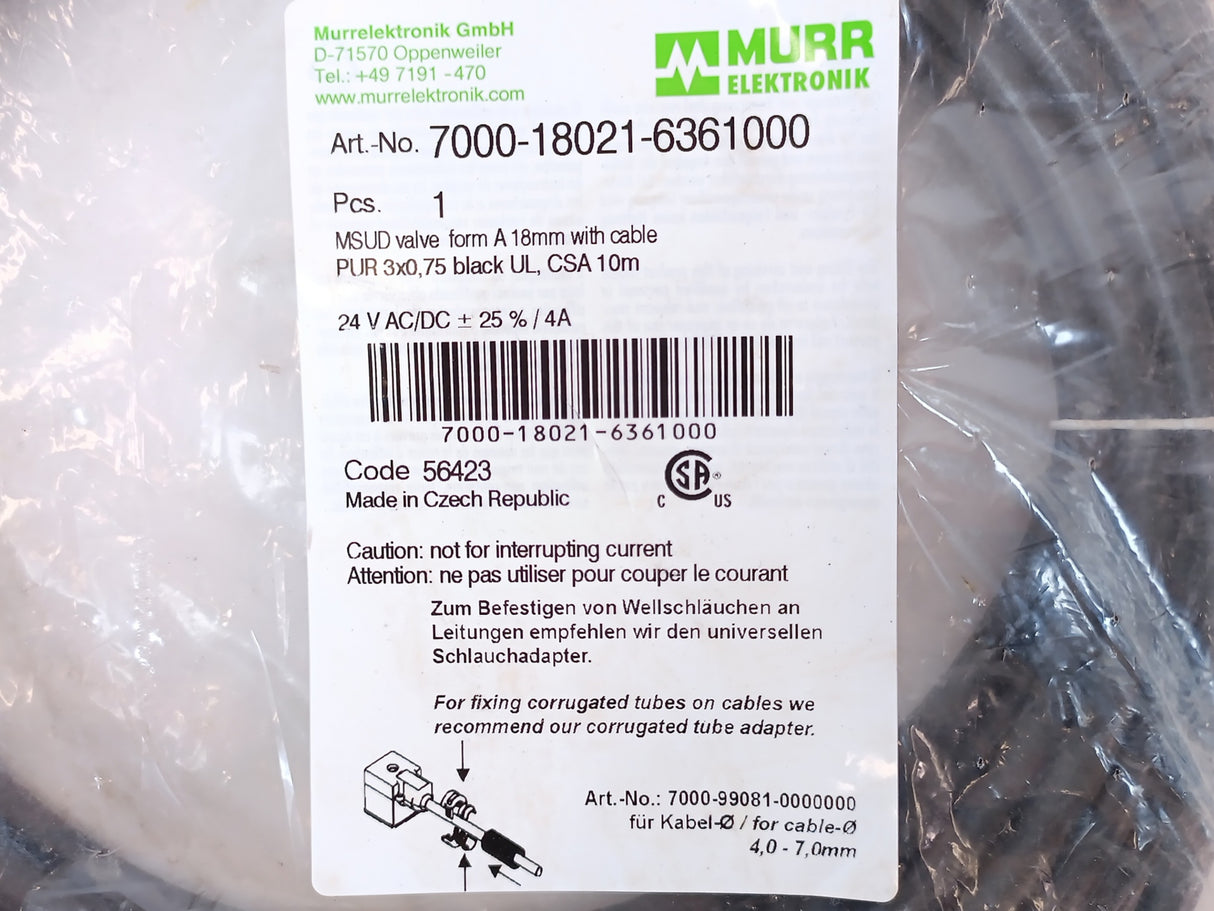 Murrelektronik GmbH
D-71570 Oppenweiler
Tel.: +49 7191 - 470
www.murrelektronik.com
MURR
ELEKTRONIK
Art.-No. 7000-18021-6361000
Pcs. 1
MSUD valve form A 18mm with cable
PUR 3x0,75 black UL, CSA 10m
24 V AC/DC ± 25 % / 4A
7000-18021-6361000
Code 56423
Made in Czech Republic
C SA® US
Caution: not for interrupting current
Attention: ne pas utiliser pour couper le courant
Zum Befestigen von Wellschläuchen an
Leitungen empfehlen wir den universellen
Schlauchadapter.
For fixing corrugated tubes on cables we
recommend our corrugated tube adapter.
Art.-No.: 7000-99081-0000000
für Kabel-Ø / for cable-Ø
4,0 - 7,0mm